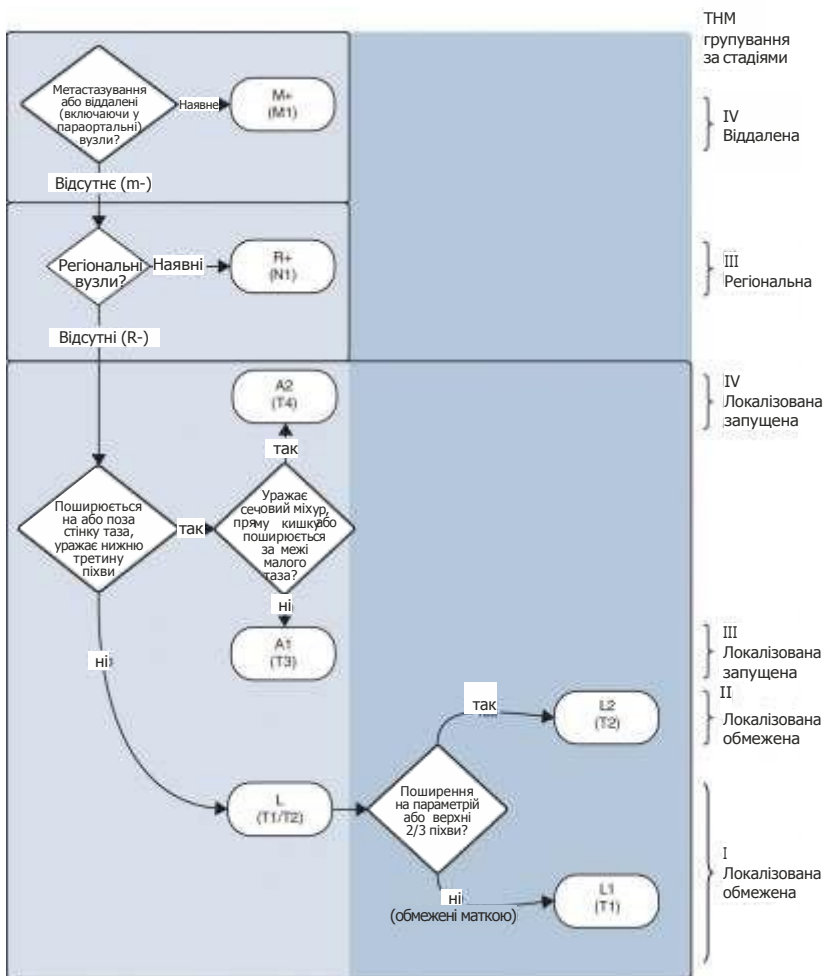 ТНМ
групування
за стадіями
Метастазування
або віддалені
(включаючи у
параортальні)
вузли?
Наявне
M+
(M1)
IV
Віддалена
Відсутнє (m-)
Регіональні
вузли?
Наявні
R+
(N1)
III
Регіональна
Відсутні (R-)
A2
(T4)
IV
Локалізована
запущена
так
Поширюється
на або поза
стінку таза,
уражає нижню
третину
піхви
так
Уражає
сечовий міхур,
пряму кишку або
поширюється
за межі
малого
таза?
ні
A1
(T3)
III
Локалізована
запущена
ні
II
Локалізована
обмежена
так
L2
(T2)
L
(T1/T2)
Поширення
на параметрій
або верхні
2/3 піхви?
I
Локалізована
обмежена
ні
(обмежені маткою)
L1
(T1)